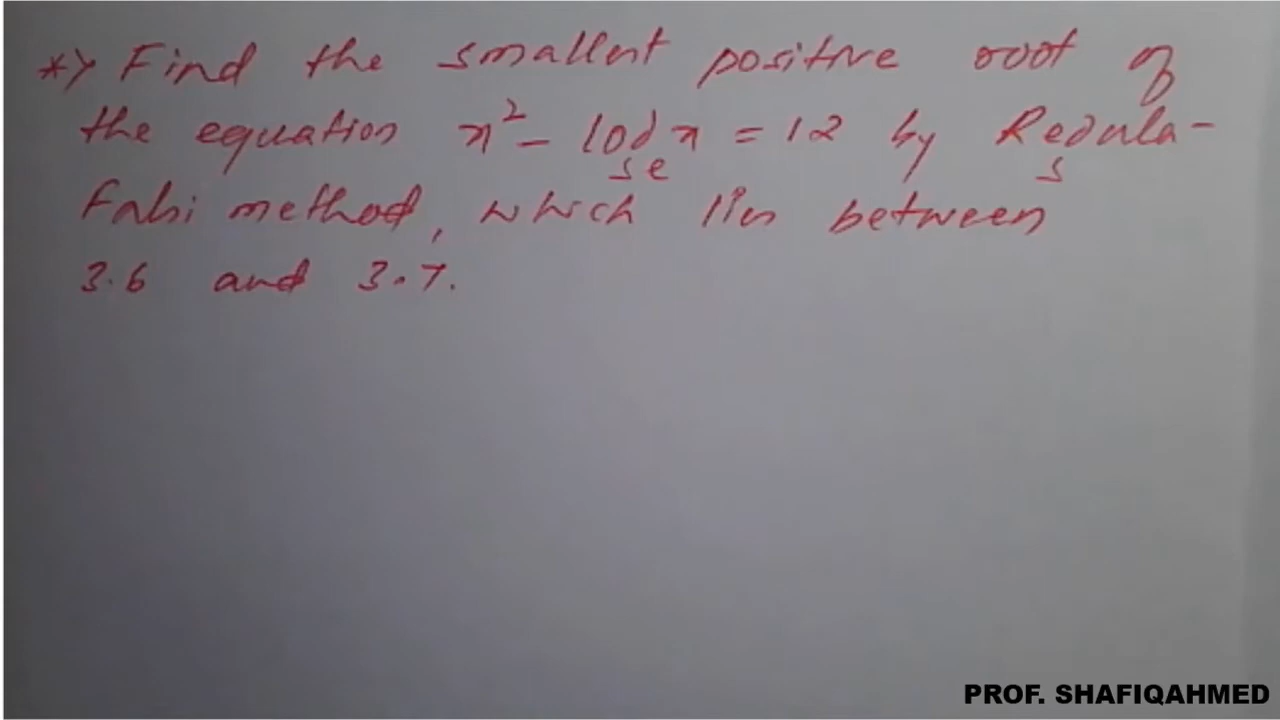 *> Find the smallest positive root of
the equation x² - logₑ x = 12 by Regula-
Falsi method, which lies between
3.6 and 3.7.
PROF. SHAFIQAHMED